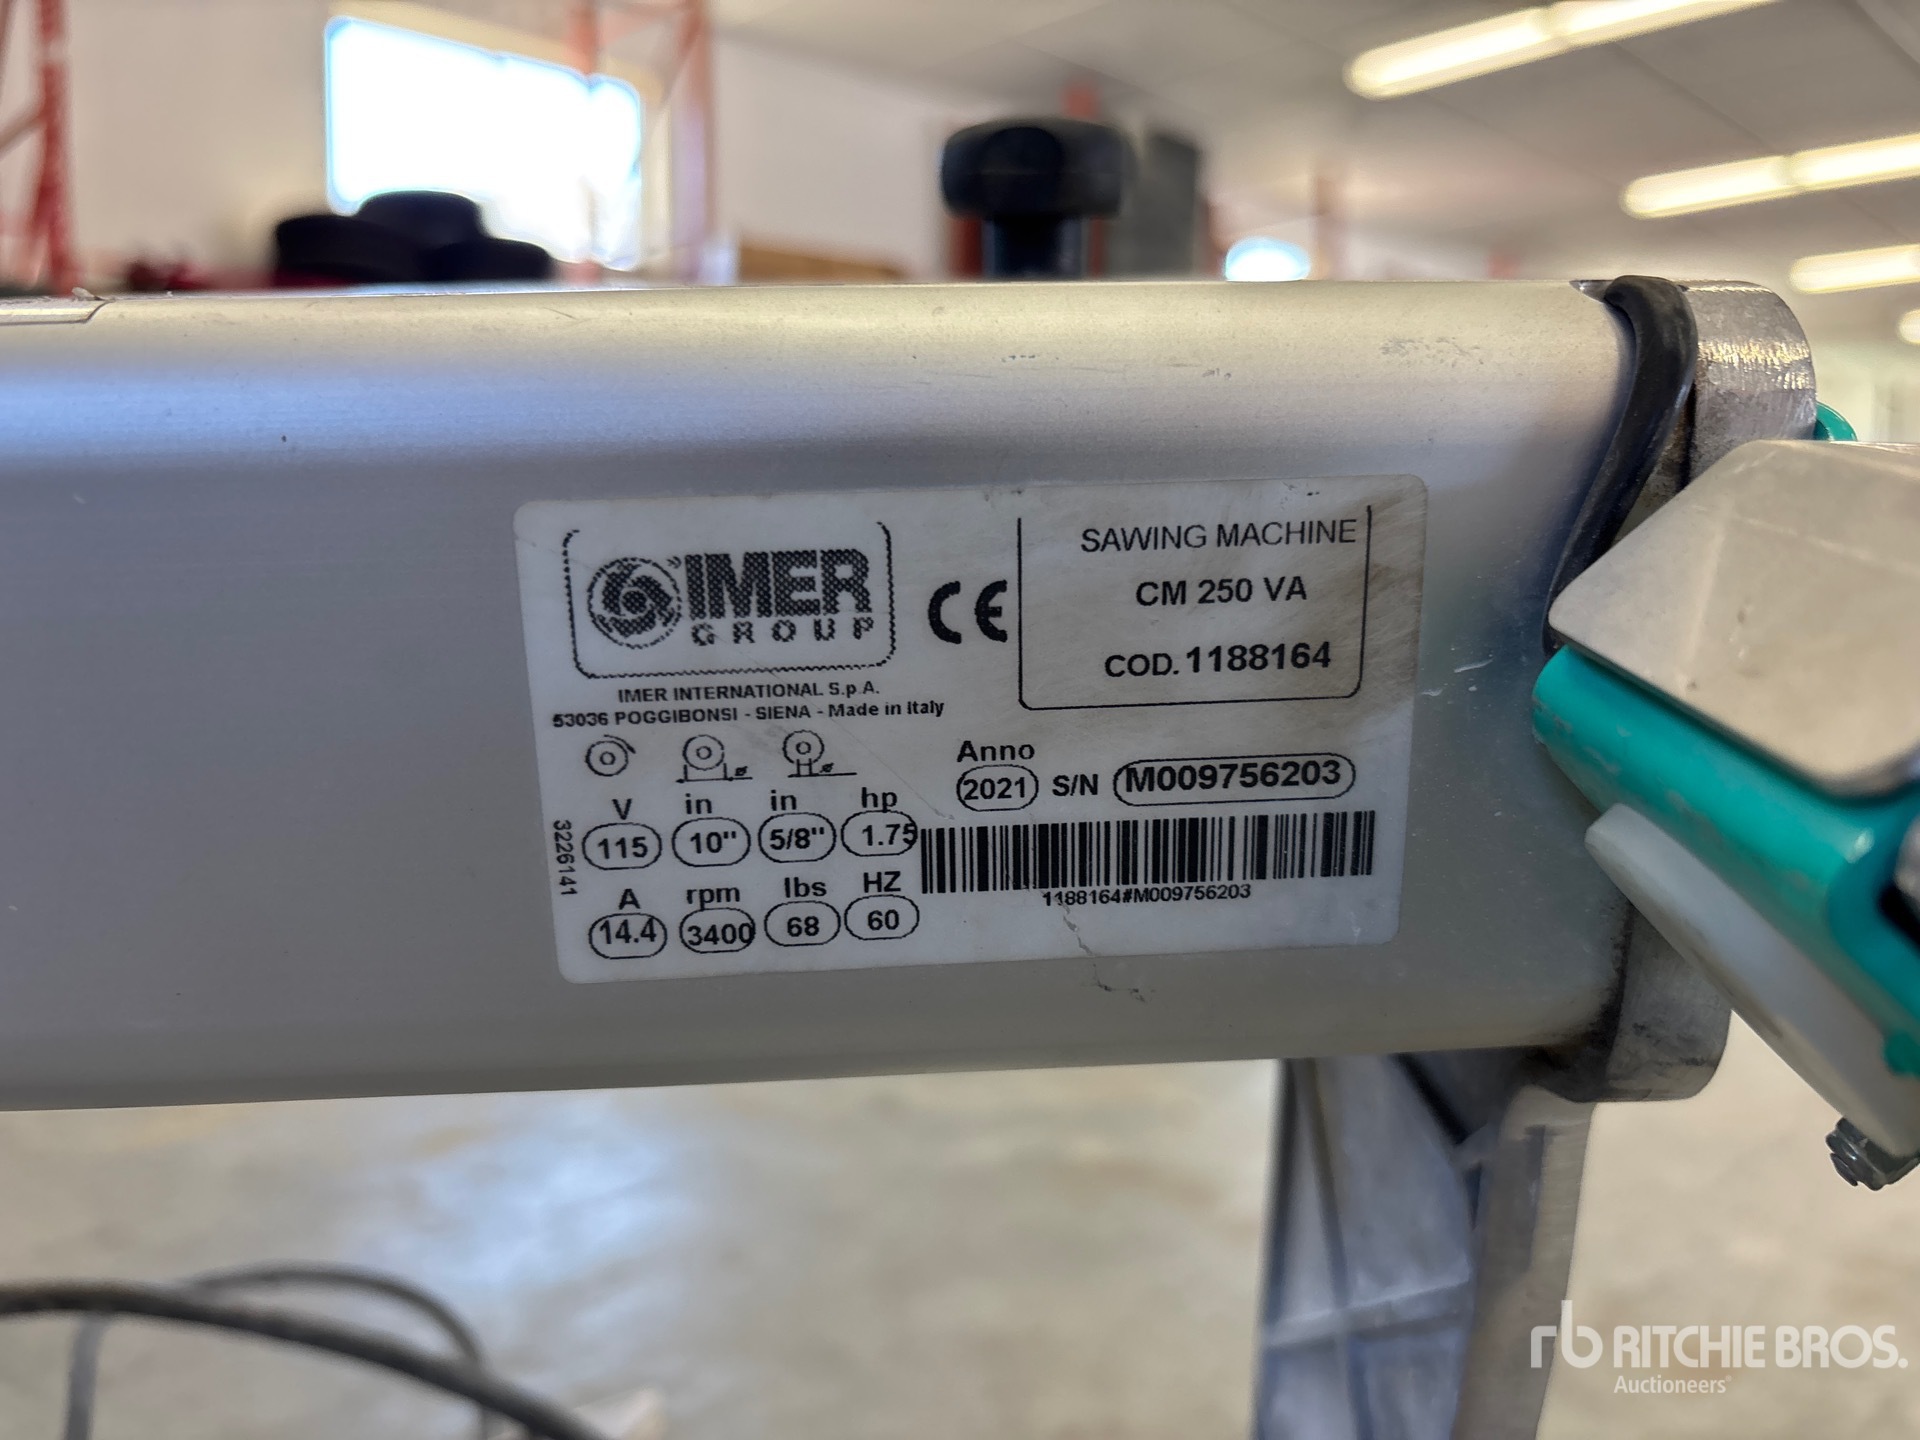 IMER
GROUP
CE
SAWING MACHINE
CM 250 VA
COD. 1188164
IMER INTERNATIONAL S.p.A.
53036 POGGIBONSI - SIENA - Made in Italy
Anno
2021 S/N M009756203
V in in hp
115 10" 5/8" 1.75
A rpm lbs HZ
14.4 3400 68 60
3226141
1188164#M009756203
rb RITCHIE BROS.
Auctioneers